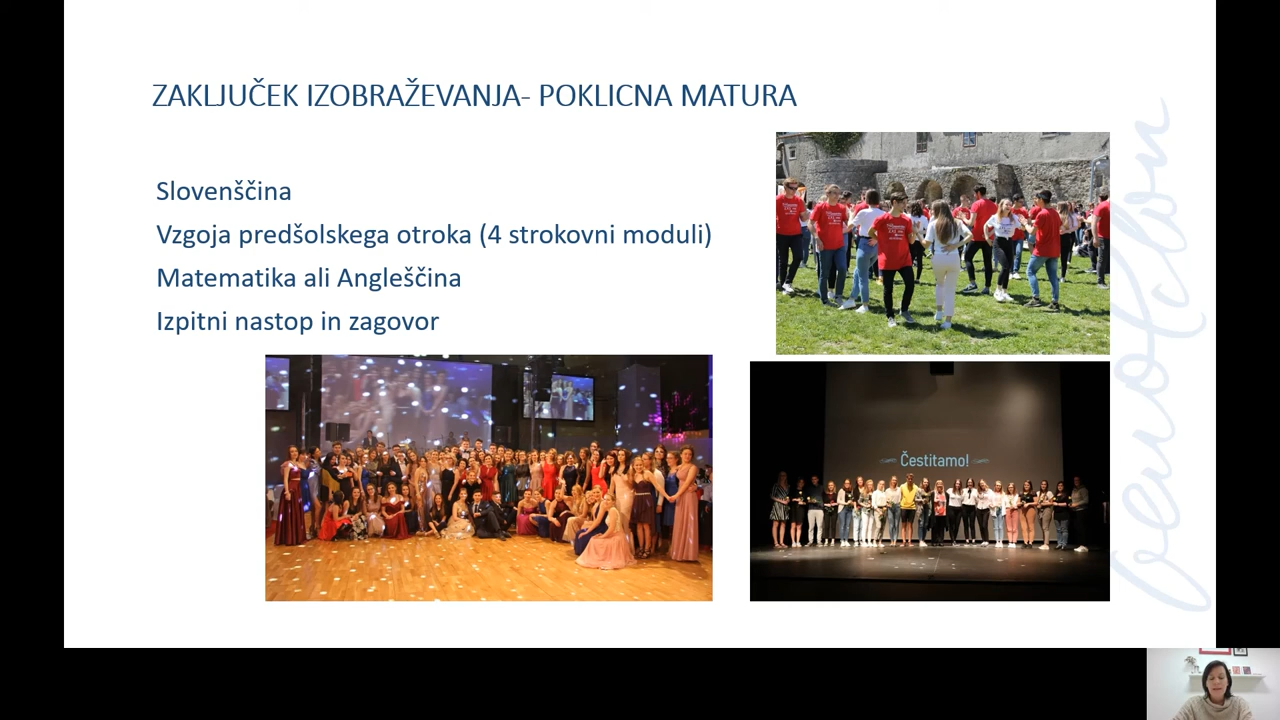 ZAKLJUČEK IZOBRAŽEVANJA- POKLICNA MATURA
Slovenščina
Vzgoja predšolskega otroka (4 strokovni moduli)
Matematika ali Angleščina
Izpitni nastop in zagovor
Čestitamo!